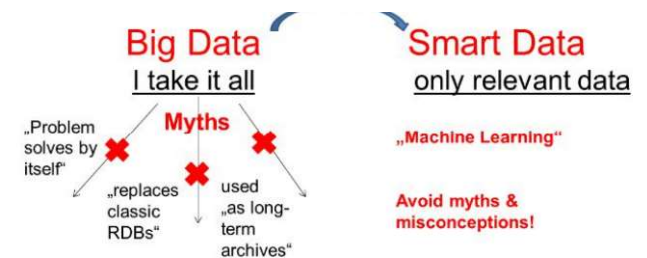 Big Data
I take it all
Myths
„Problem
solves by
itself“
„replaces
classic
RDBs“
used
„as long-
term
archives“
Smart Data
only relevant data
„Machine Learning“
Avoid myths &
misconceptions!